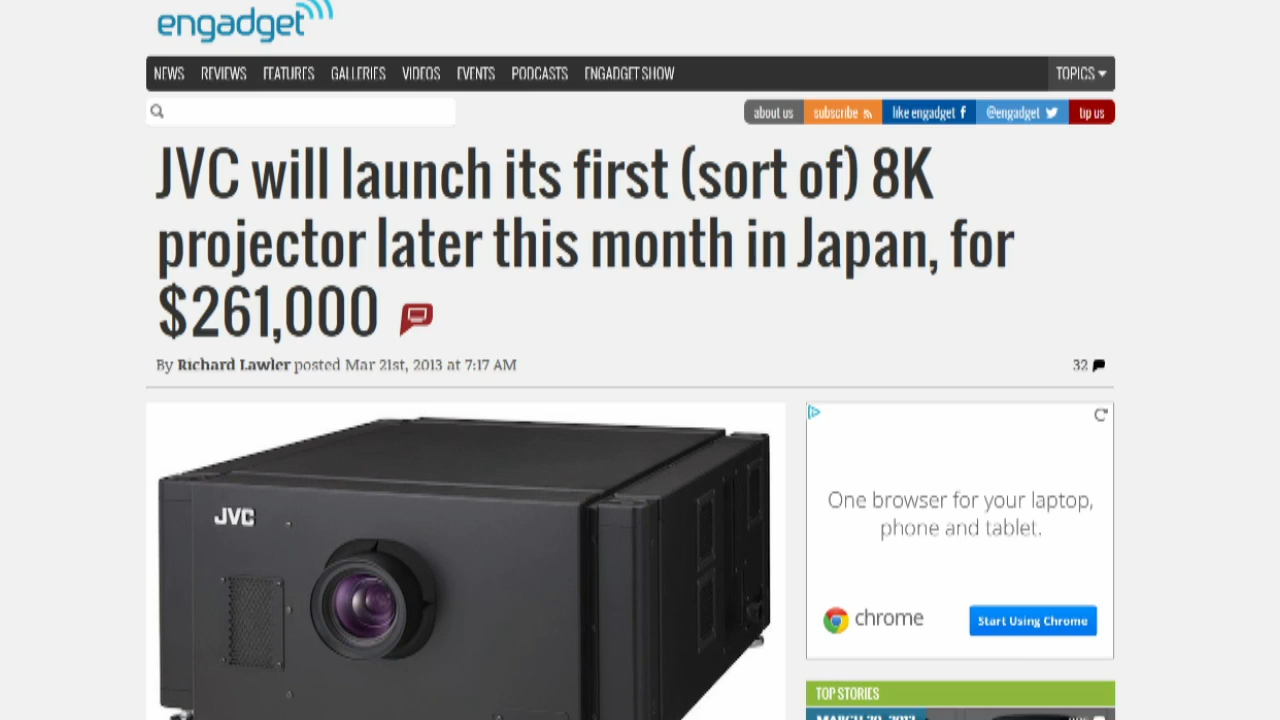 engadget
NEWS REVIEWS FEATURES GALLERIES VIDEOS EVENTS PODCASTS ENGADGET SHOW TOPICS
about us subscribe like engadget f @engadget tip us
JVC will launch its first (sort of) 8K
projector later this month in Japan, for
$261,000
By Richard Lawler posted Mar 21st, 2013 at 7:17 AM 32
JVC
One browser for your laptop,
phone and tablet.
chrome Start Using Chrome
TOP STORIES